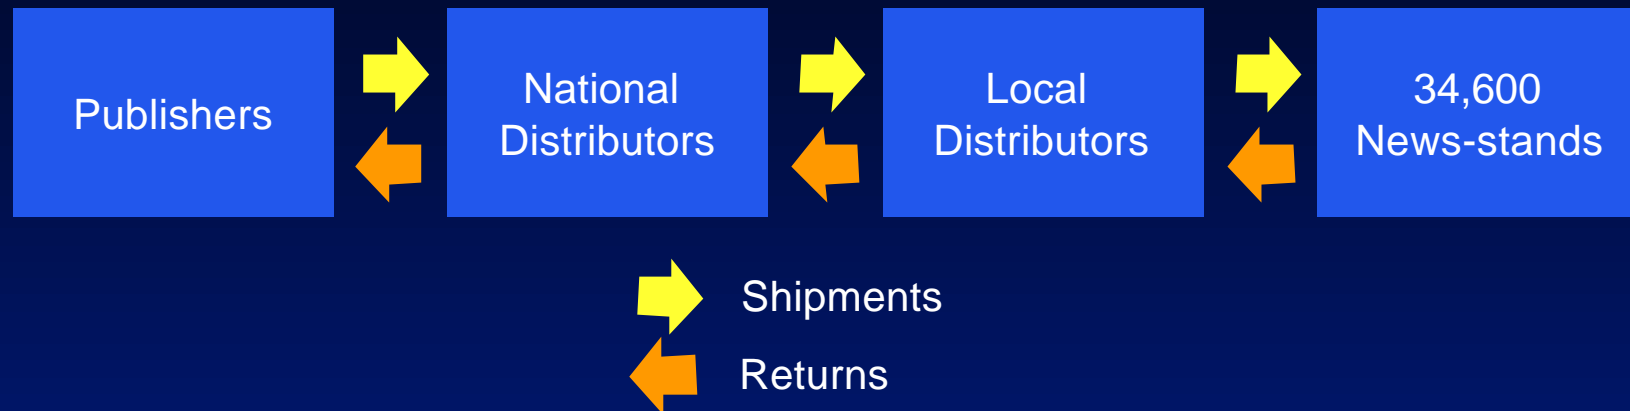 Publishers
National
Distributors
Local
Distributors
34,600
News-stands
Shipments
Returns